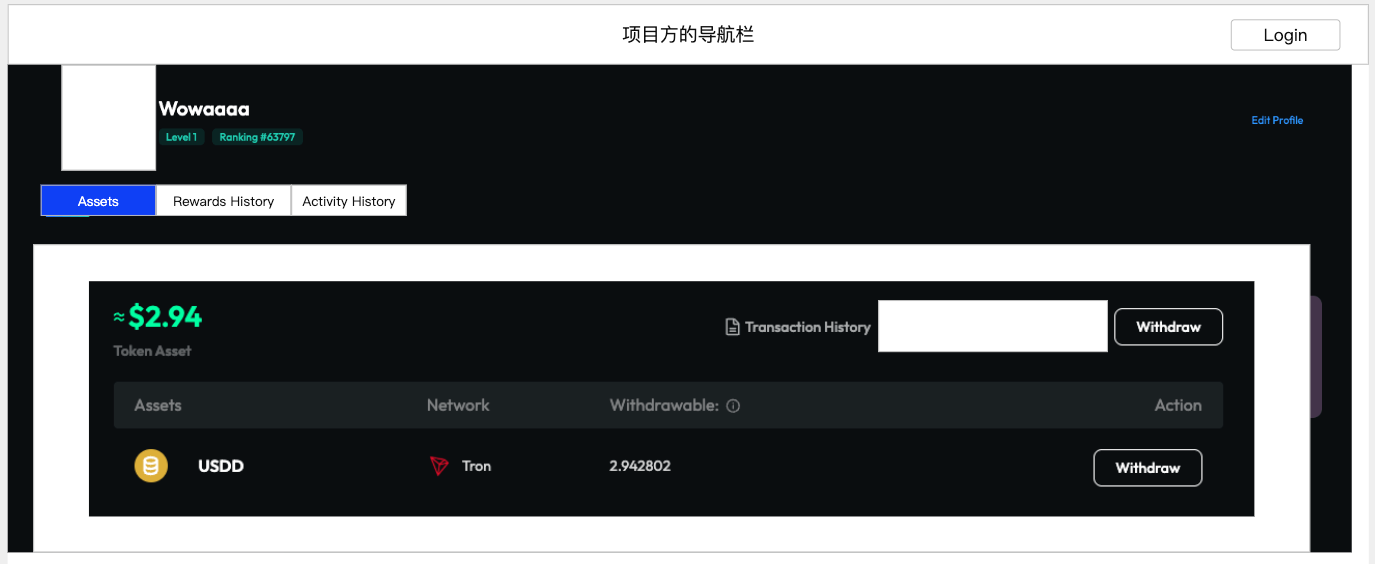 项目方的导航栏
Login
Wowaaaa
Level 1 Ranking #63797
Edit Profile
Assets Rewards History Activity History
≈$2.94
Token Asset
Transaction History Withdraw
Assets Network Withdrawable: Action
USDD Tron 2.942802 Withdraw